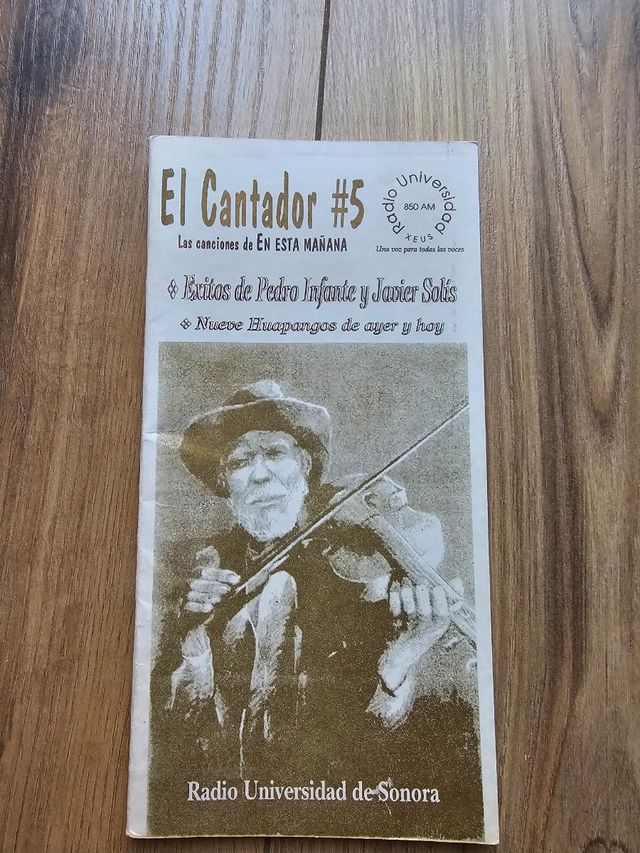 El Cantador #5
Las canciones de EN ESTA MAÑANA
Radio Universidad
850 AM
XEUS
Una voz para todas las voces
❖ Exitos de Pedro Infante y Javier Solís
❖ Nueve Huapangos de ayer y hoy
Radio Universidad de Sonora